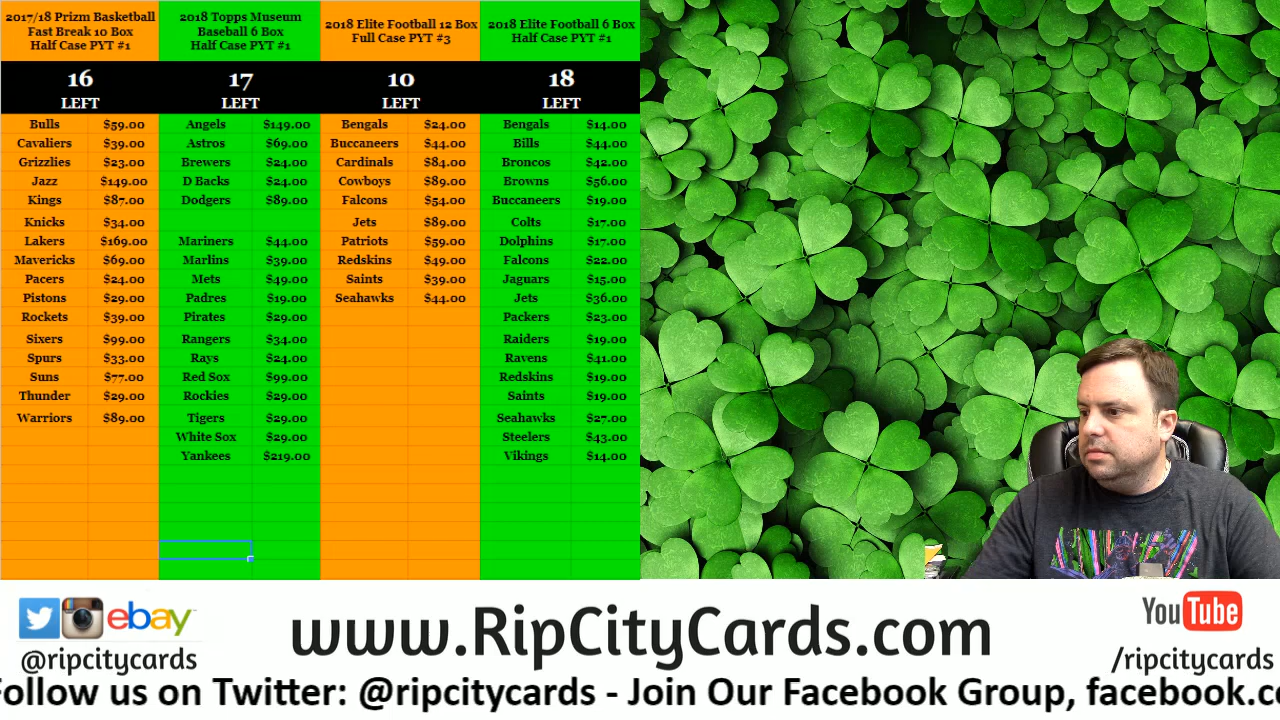 2017/18 Prizm Basketball
Fast Break 10 Box
Half Case PYT #1
16
LEFT
Bulls $59.00
Cavaliers $39.00
Grizzlies $23.00
Jazz $149.00
Kings $87.00
Knicks $34.00
Lakers $169.00
Mavericks $69.00
Pacers $24.00
Pistons $29.00
Rockets $39.00
Sixers $99.00
Spurs $33.00
Suns $77.00
Thunder $29.00
Warriors $89.00
2018 Topps Museum
Baseball 6 Box
Half Case PYT #1
17
LEFT
Angels $149.00
Astros $69.00
Brewers $24.00
D Backs $24.00
Dodgers $89.00
Mariners $44.00
Marlins $39.00
Mets $49.00
Padres $19.00
Pirates $29.00
Rangers $34.00
Rays $24.00
Red Sox $99.00
Rockies $29.00
Tigers $29.00
White Sox $29.00
Yankees $219.00
2018 Elite Football 12 Box
Full Case PYT #3
10
LEFT
Bengals $24.00
Buccaneers $44.00
Cardinals $84.00
Cowboys $89.00
Falcons $54.00
Jets $89.00
Patriots $59.00
Redskins $49.00
Saints $39.00
Seahawks $44.00
2018 Elite Football 6 Box
Half Case PYT #1
18
LEFT
Bengals $14.00
Bills $44.00
Broncos $42.00
Browns $56.00
Buccaneers $19.00
Colts $17.00
Dolphins $17.00
Falcons $22.00
Jaguars $15.00
Jets $36.00
Packers $23.00
Raiders $19.00
Ravens $41.00
Redskins $19.00
Saints $19.00
Seahawks $27.00
Steelers $43.00
Vikings $14.00
ebay
@ripcitycards
www.RipCityCards.com
YouTube
/ripcitycards
Follow us on Twitter: @ripcitycards - Join Our Facebook Group, facebook.co